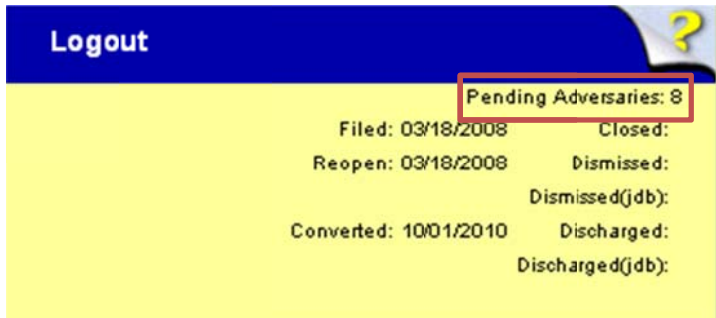 Logout ?
Pending Adversaries: 8
Filed: 03/18/2008 Closed:
Reopen: 03/18/2008 Dismissed:
Dismissed(jdb):
Converted: 10/01/2010 Discharged:
Discharged(jdb):